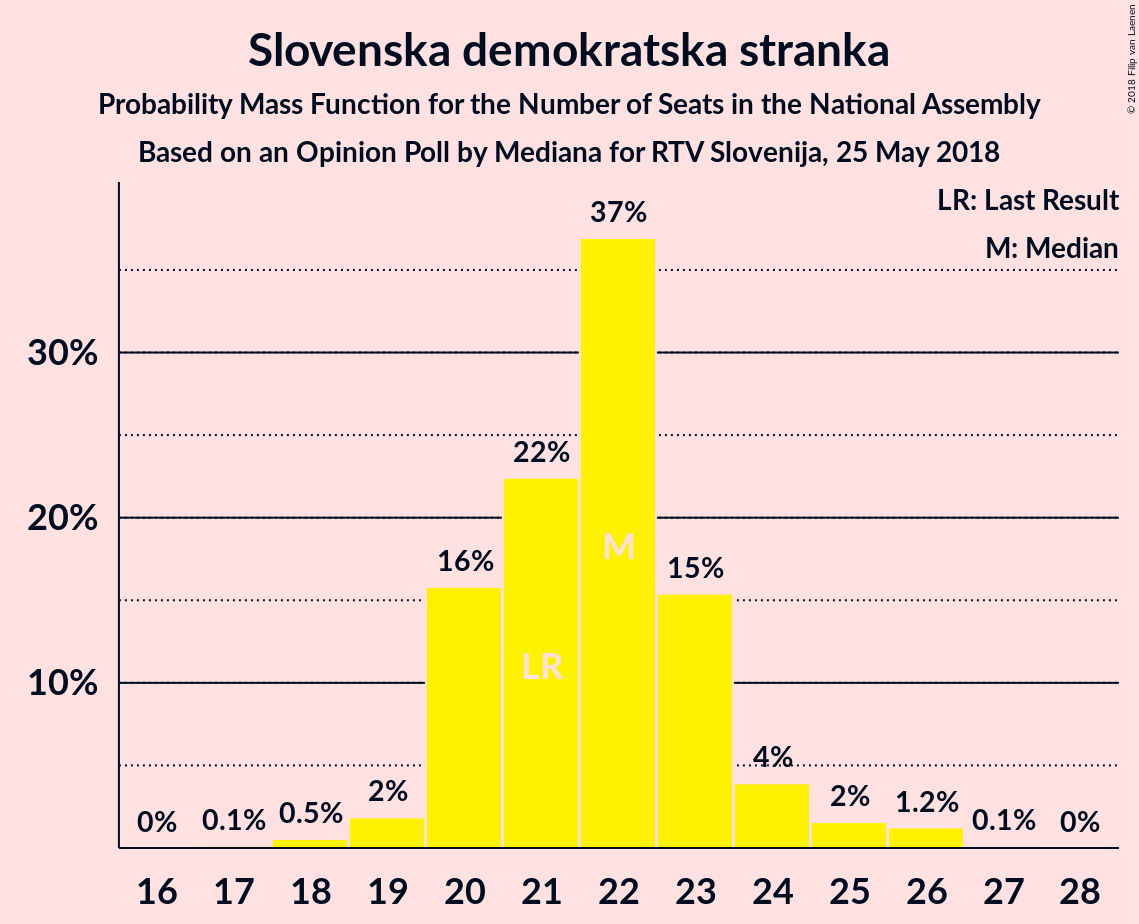 Slovenska demokratska stranka
Probability Mass Function for the Number of Seats in the National Assembly
Based on an Opinion Poll by Mediana for RTV Slovenija, 25 May 2018
© 2018 Filip van Laenen
LR: Last Result
M: Median
30%
20%
10%
0%
0.1%
0.5%
2%
16%
22%
37%
15%
4%
2%
1.2%
0.1%
0%
LR
M
16 17 18 19 20 21 22 23 24 25 26 27 28